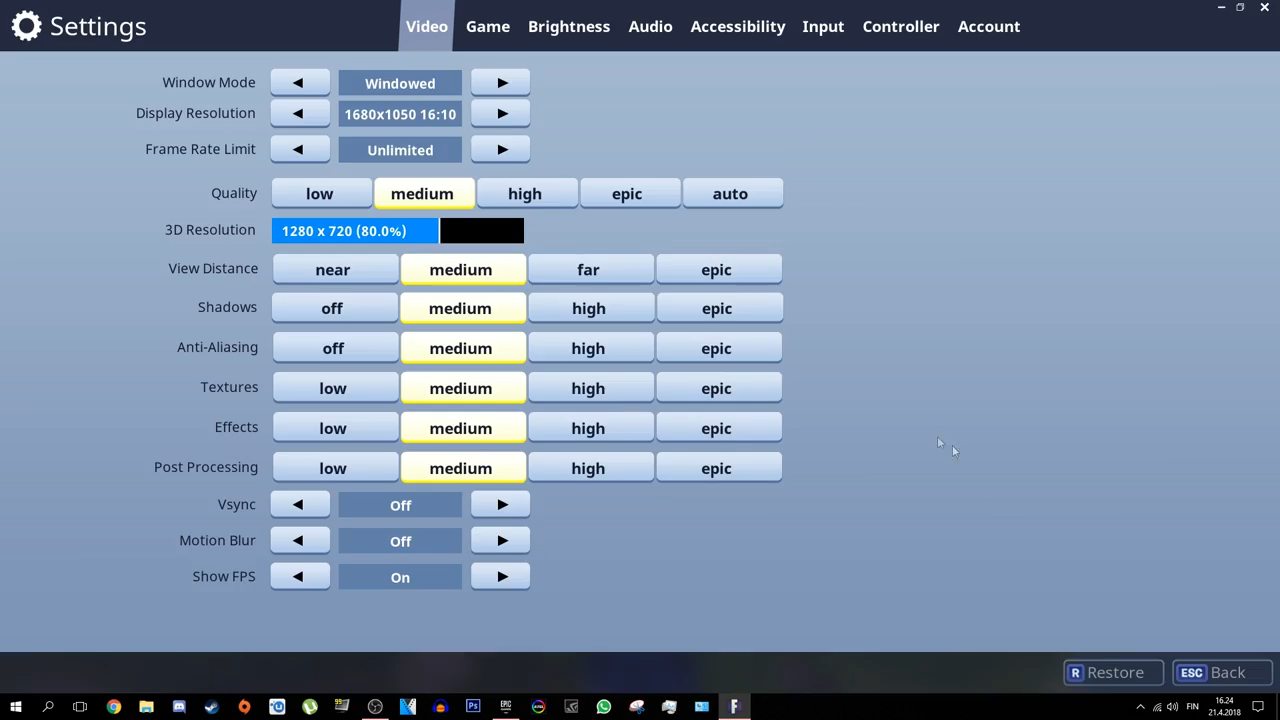 Settings
Video Game Brightness Audio Accessibility Input Controller Account
Window Mode Windowed
Display Resolution 1680x1050 16:10
Frame Rate Limit Unlimited
Quality low medium high epic auto
3D Resolution 1280 x 720 (80.0%)
View Distance near medium far epic
Shadows off medium high epic
Anti-Aliasing off medium high epic
Textures low medium high epic
Effects low medium high epic
Post Processing low medium high epic
Vsync Off
Motion Blur Off
Show FPS On
R Restore ESC Back
Ps EPIC F FIN 16.24
21.4.2018